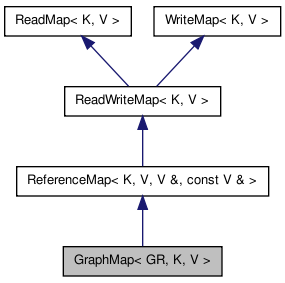 ReadMap< K, V >
WriteMap< K, V >
ReadWriteMap< K, V >
ReferenceMap< K, V, V &, const V & >
GraphMap< GR, K, V >